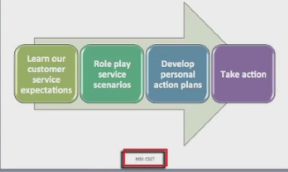 Learn our
customer
service
expectations
Role play
service
scenarios
Develop
personal
action plans
Take action